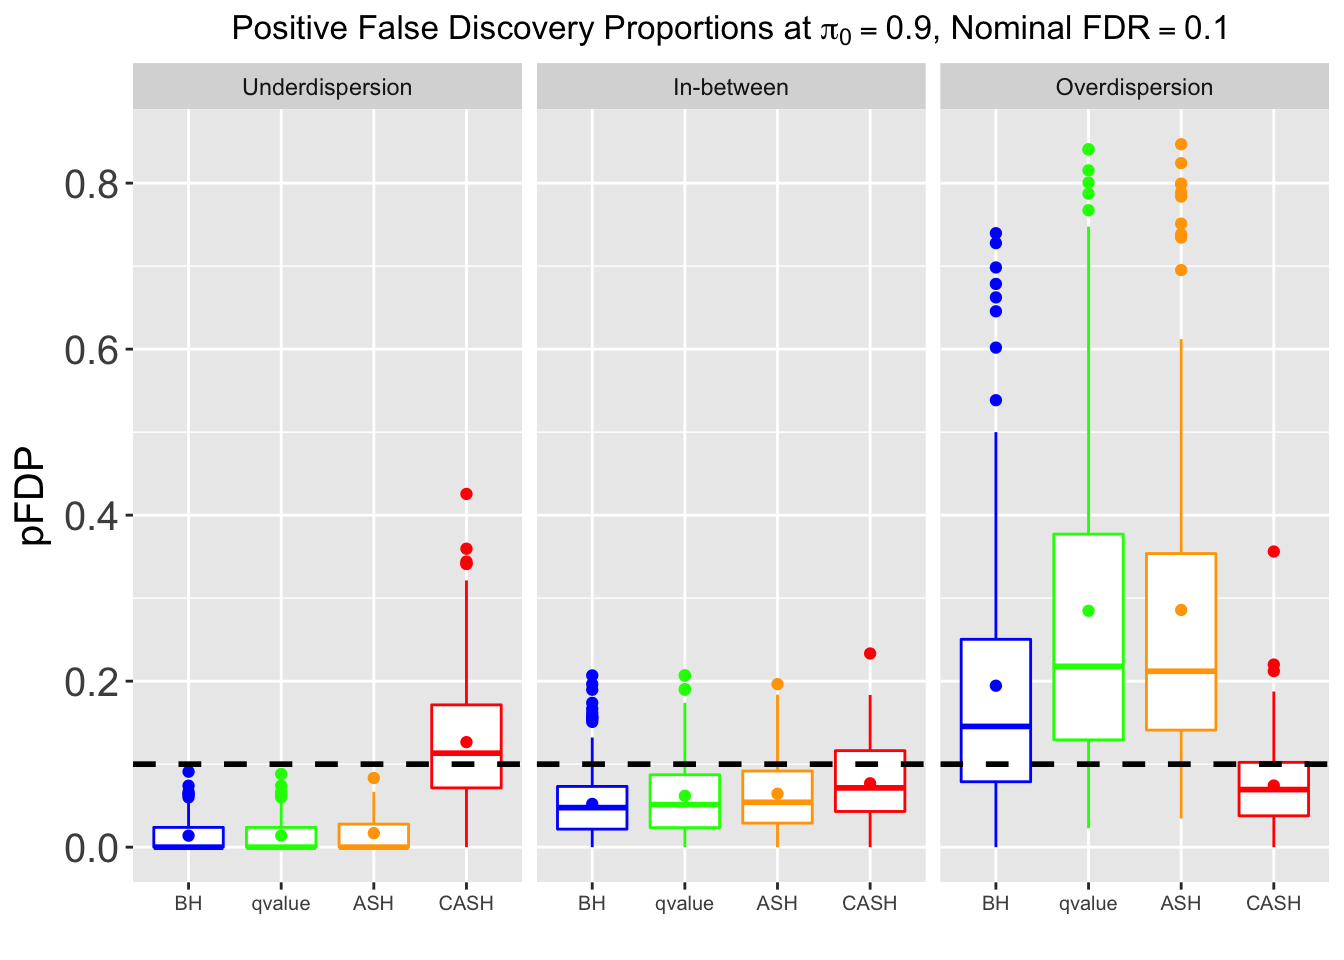 Positive False Discovery Proportions at π₀ = 0.9, Nominal FDR = 0.1
Underdispersion In-between Overdispersion
pFDP
0.8
0.6
0.4
0.2
0.0
BH qvalue ASH CASH BH qvalue ASH CASH BH qvalue ASH CASH